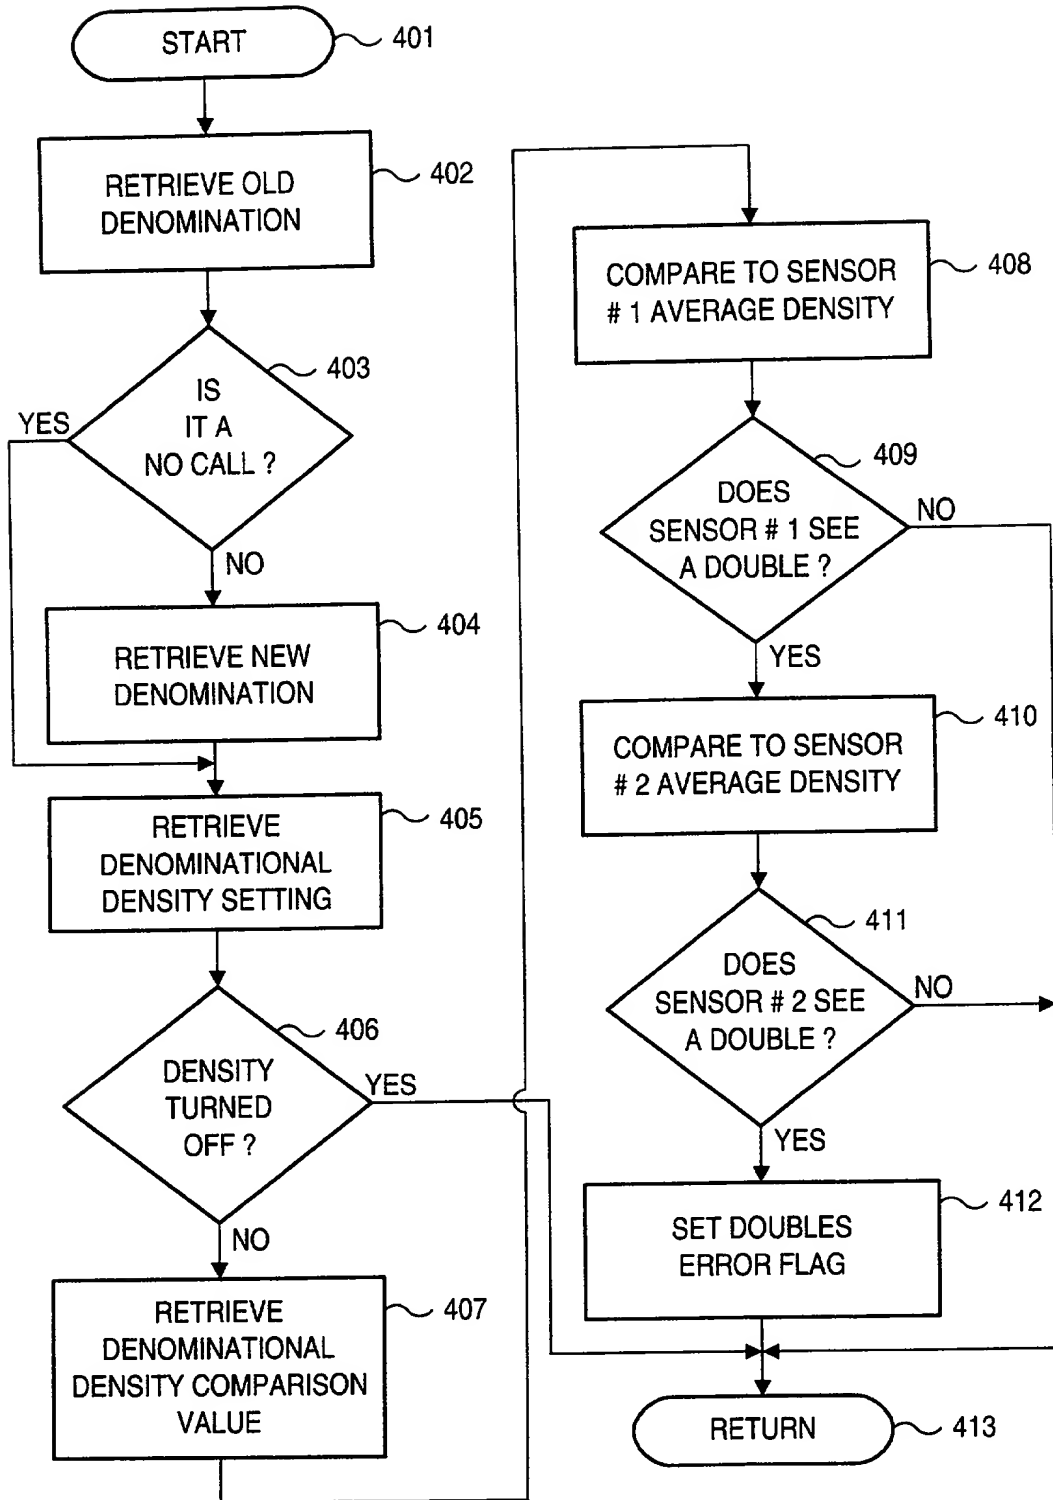 START
401
RETRIEVE OLD
DENOMINATION
402
IS
IT A
NO CALL ?
403
YES
NO
RETRIEVE NEW
DENOMINATION
404
RETRIEVE
DENOMINATIONAL
DENSITY SETTING
405
DENSITY
TURNED
OFF ?
406
YES
NO
RETRIEVE
DENOMINATIONAL
DENSITY COMPARISON
VALUE
407
COMPARE TO SENSOR
# 1 AVERAGE DENSITY
408
DOES
SENSOR # 1 SEE
A DOUBLE ?
409
NO
YES
COMPARE TO SENSOR
# 2 AVERAGE DENSITY
410
DOES
SENSOR # 2 SEE
A DOUBLE ?
411
NO
YES
SET DOUBLES
ERROR FLAG
412
RETURN
413